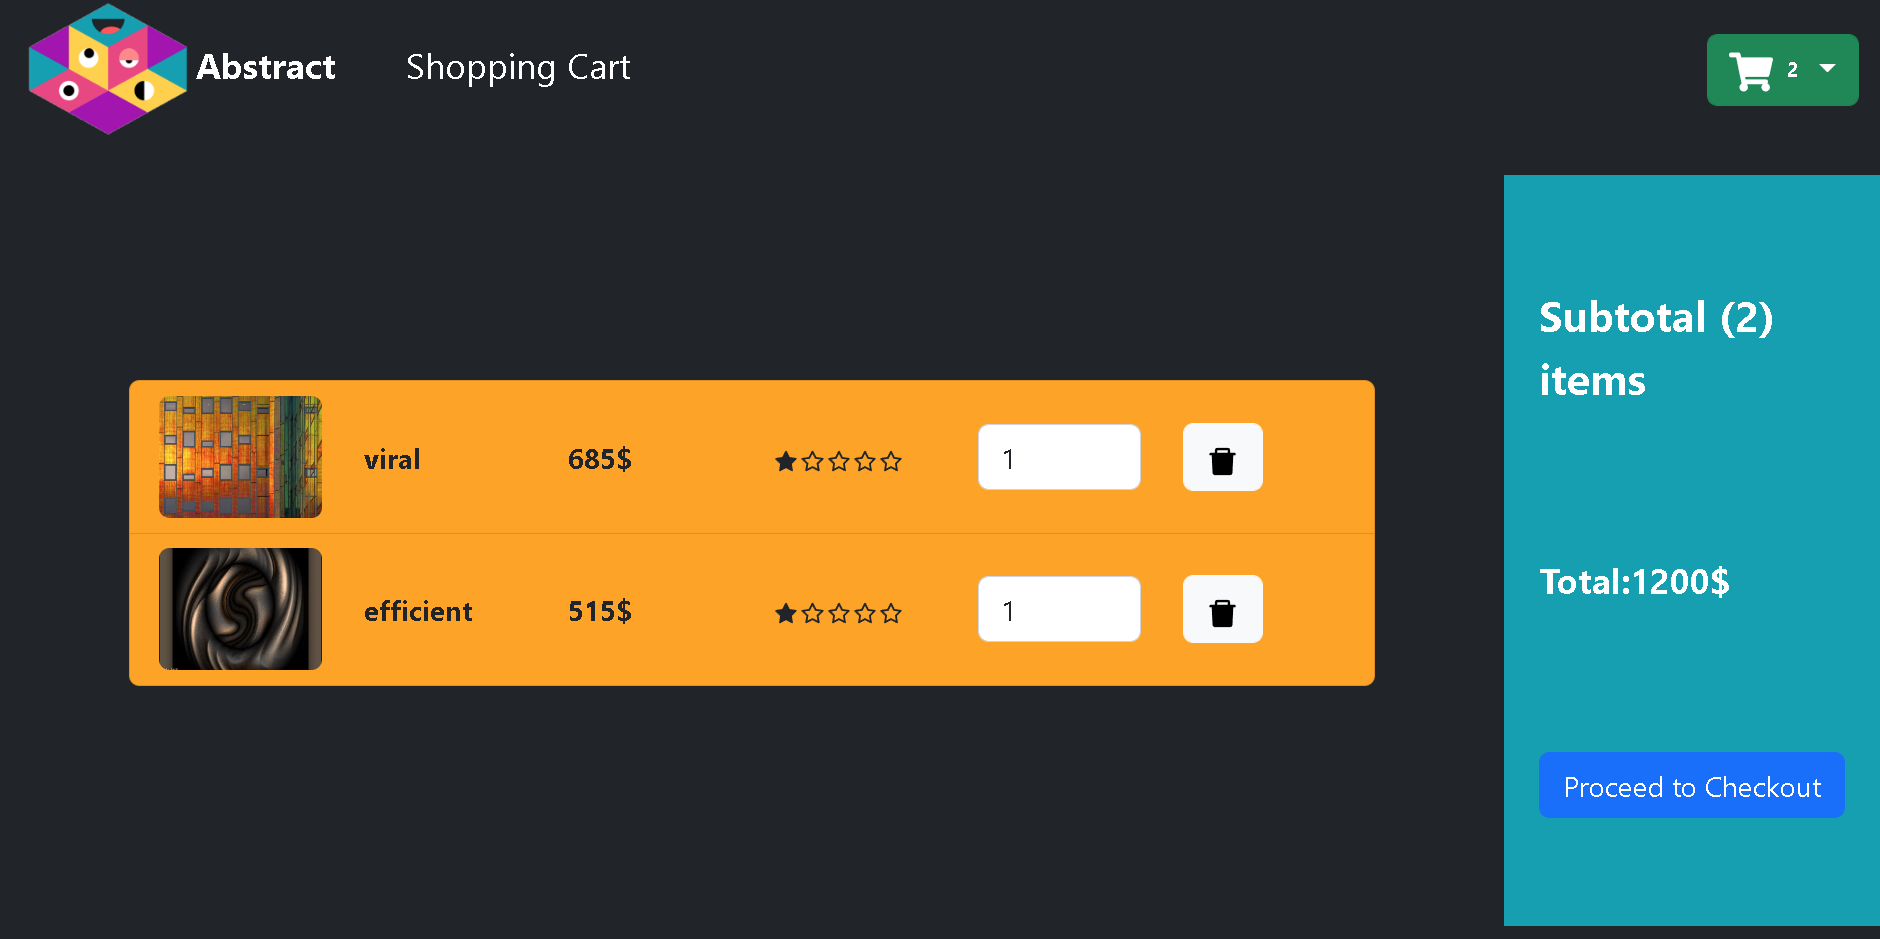 Abstract
Shopping Cart
2
viral
685$
1
efficient
515$
1
Subtotal (2)
items
Total:1200$
Proceed to Checkout